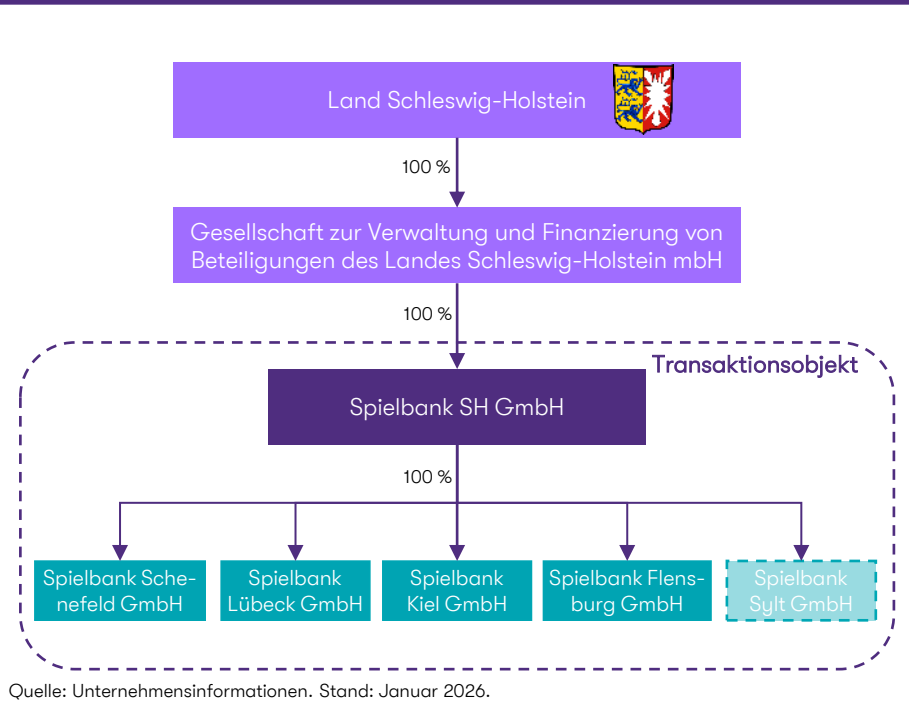 Land Schleswig-Holstein
100 %
Gesellschaft zur Verwaltung und Finanzierung von
Beteiligungen des Landes Schleswig-Holstein mbH
100 %
Transaktionsobjekt
Spielbank SH GmbH
100 %
Spielbank Sche-
nefeld GmbH
Spielbank
Lübeck GmbH
Spielbank
Kiel GmbH
Spielbank Flens-
burg GmbH
Spielbank
Sylt GmbH
Quelle: Unternehmensinformationen. Stand: Januar 2026.